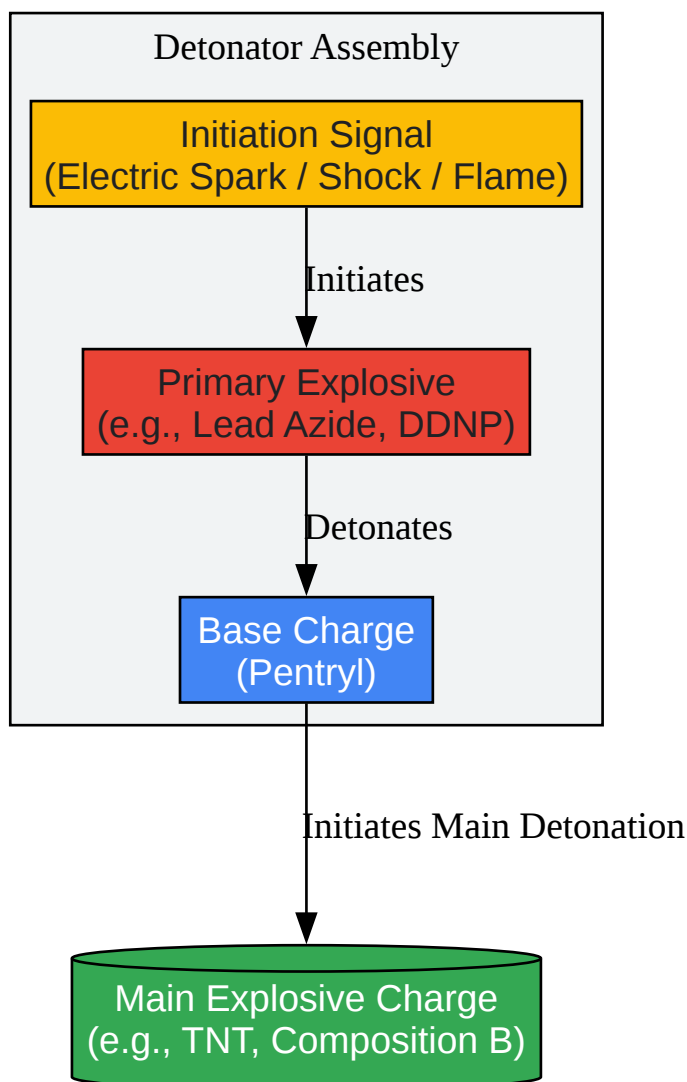 Detonator Assembly
Initiation Signal
(Electric Spark / Shock / Flame)
Initiates
Primary Explosive
(e.g., Lead Azide, DDNP)
Detonates
Base Charge
(Pentryl)
Initiates Main Detonation
Main Explosive Charge
(e.g., TNT, Composition B)